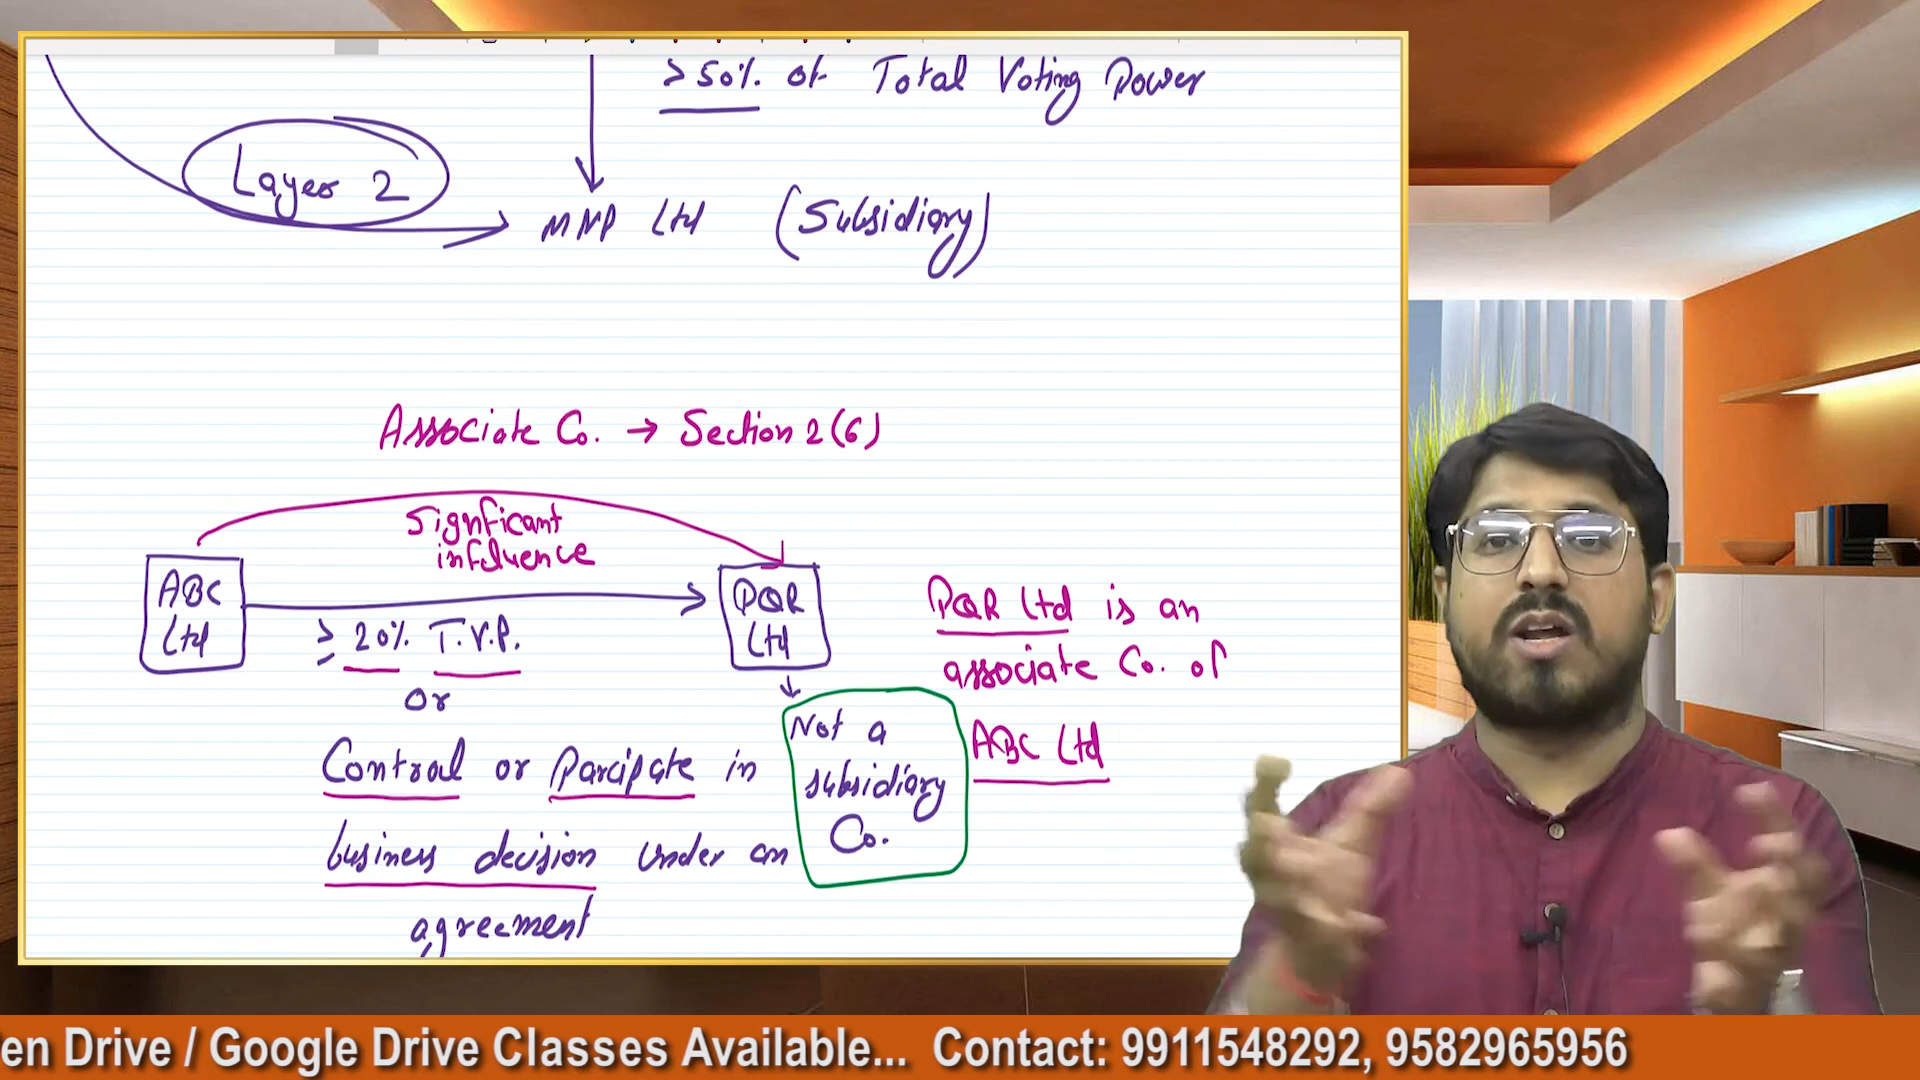 > 50% of Total Voting Power
Layer 2
MNP Ltd (Subsidiary)
Associate Co. → Section 2(6)
Significant
influence
ABC
Ltd
≥ 20% T.V.P.
or
Control or Parcipate in
business decision under an
agreement
PQR
Ltd
Not a
subsidiary
Co.
PQR Ltd is an
associate Co. of
ABC Ltd
en Drive / Google Drive Classes Available... Contact: 9911548292, 9582965956